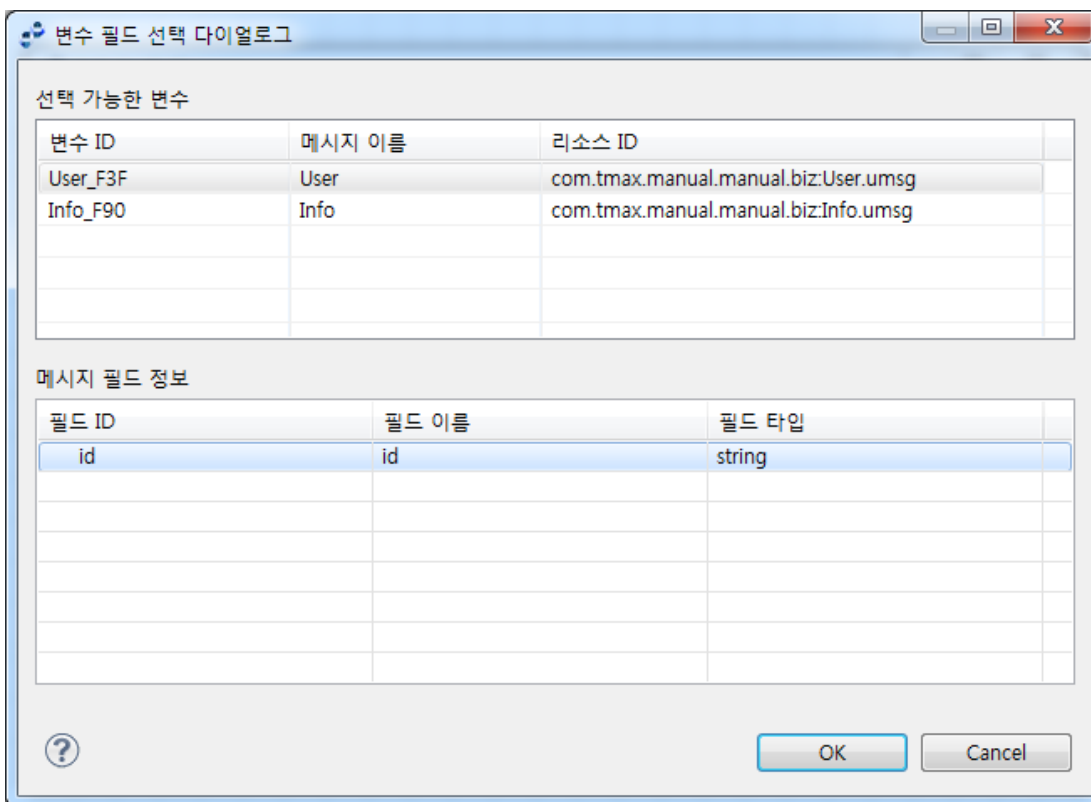 변수 필드 선택 다이얼로그
선택 가능한 변수
변수 ID 메시지 이름 리소스 ID
User_F3F User com.tmax.manual.manual.biz:User.umsg
Info_F90 Info com.tmax.manual.manual.biz:Info.umsg
메시지 필드 정보
필드 ID 필드 이름 필드 타입
id id string
? OK Cancel